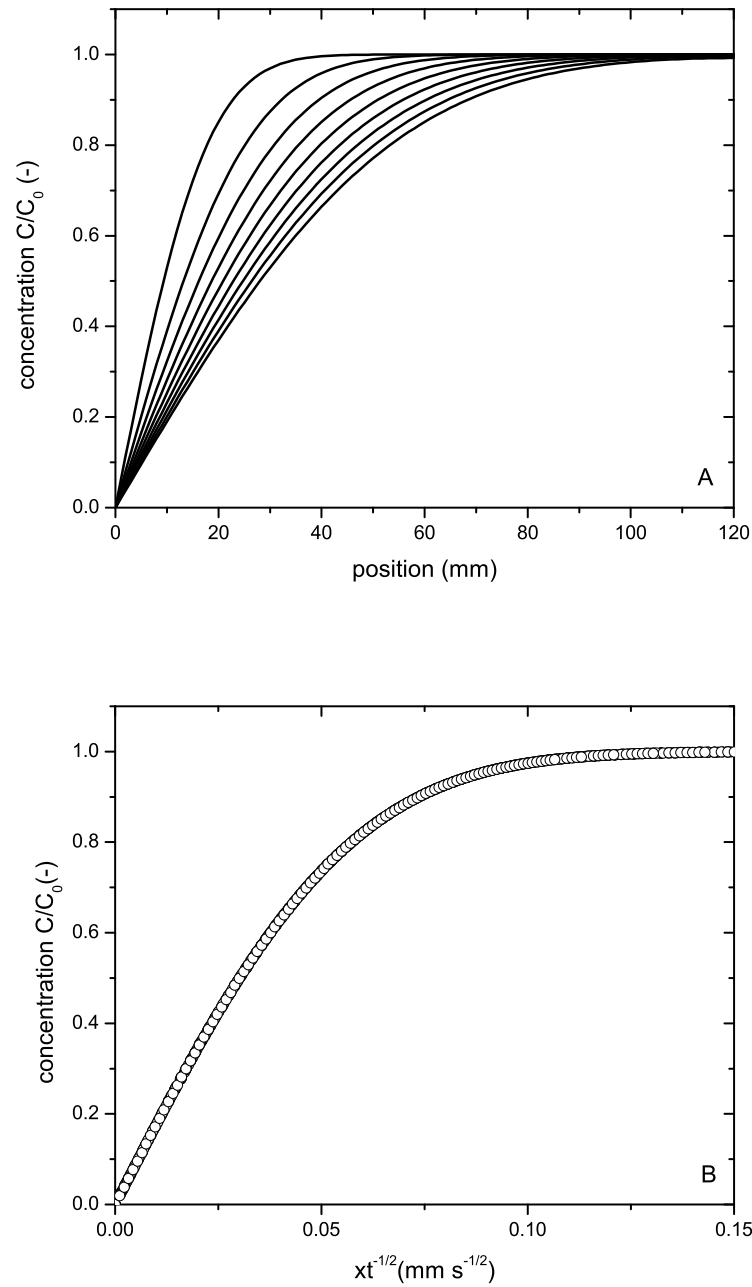 1.0
0.8
0.6
0.4
0.2
0.0
concentration C/C₀ (-)
A
0 20 40 60 80 100 120
position (mm)
1.0
0.8
0.6
0.4
0.2
0.0
concentration C/C₀(-)
B
0.00 0.05 0.10 0.15
xt⁻¹/²(mm s⁻¹/²)